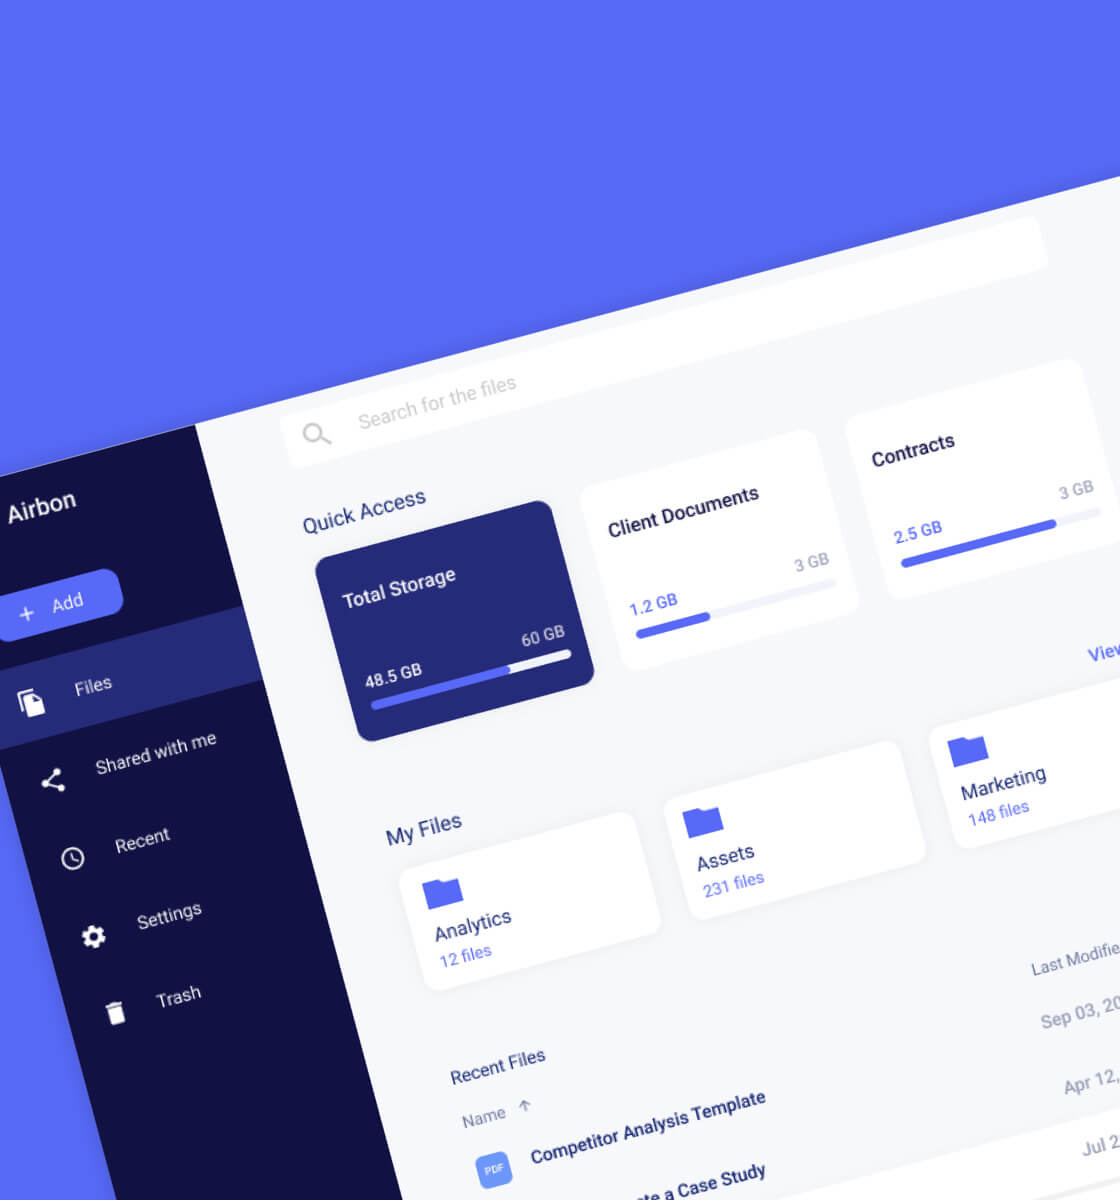 Search for the files
Airbon
Add
Files
Shared with me
Recent
Settings
Trash
Quick Access
Total Storage
48.5 GB
60 GB
Client Documents
1.2 GB
3 GB
Contracts
2.5 GB
3 GB
View
My Files
Analytics
12 files
Assets
231 files
Marketing
148 files
Recent Files
Name
Last Modifie
PDF
Competitor Analysis Template
Sep 03, 20
a Case Study
Apr 12,
Jul 2